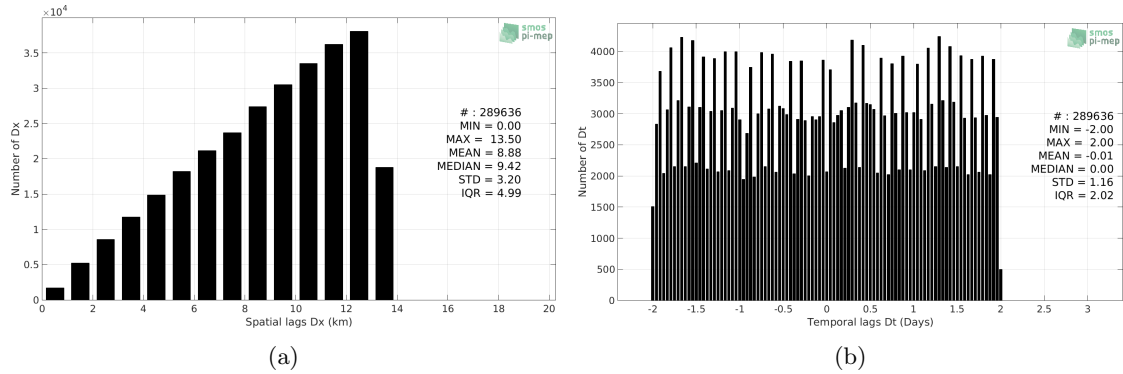 ×10⁴
3.5
3
2.5
2
1.5
1
0.5
0
0 2 4 6 8 10 12 14 16 18 20
Number of Dx
Spatial lags Dx (km)
smos
pi-mep
# : 289636
MIN = 0.00
MAX = 13.50
MEAN = 8.88
MEDIAN = 9.42
STD = 3.20
IQR = 4.99
(a)
4000
3500
3000
2500
2000
1500
1000
500
0
-2 -1.5 -1 -0.5 0 0.5 1 1.5 2 2.5 3
Number of Dt
Temporal lags Dt (Days)
smos
pi-mep
# : 289636
MIN = -2.00
MAX = 2.00
MEAN = -0.01
MEDIAN = 0.00
STD = 1.16
IQR = 2.02
(b)